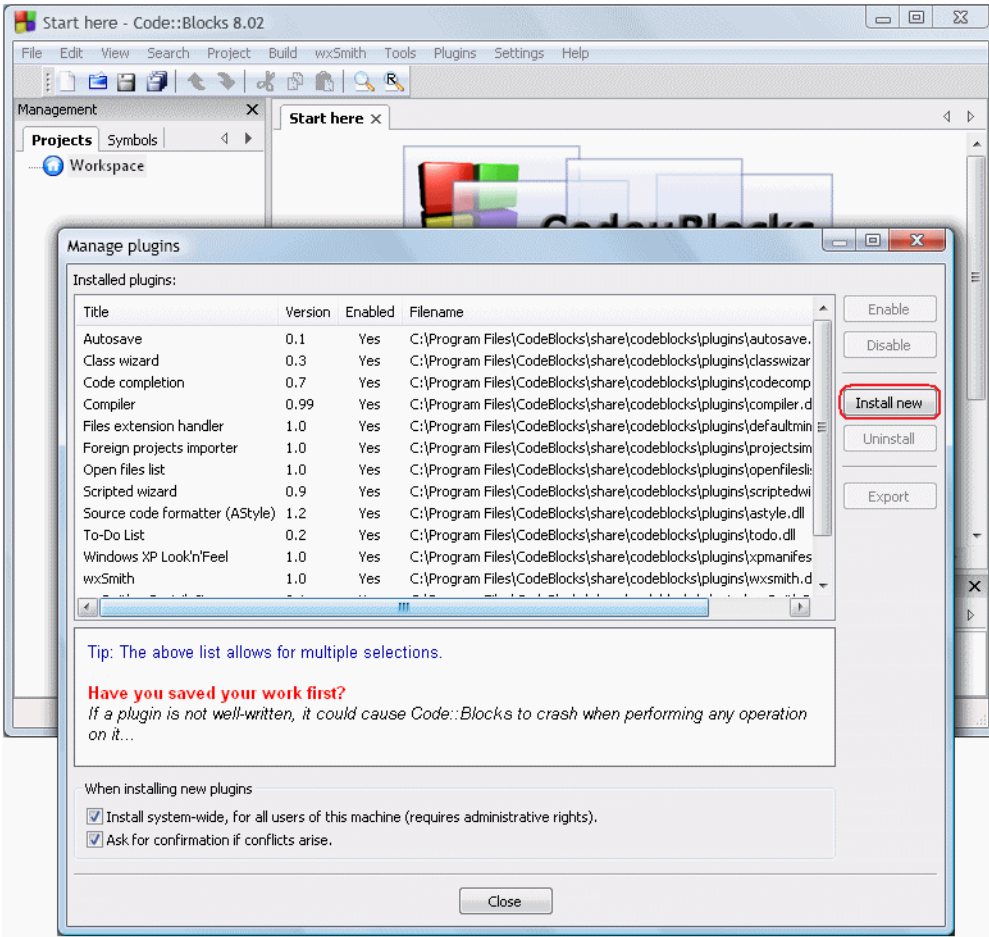 Start here - Code::Blocks 8.02
File Edit View Search Project Build wxSmith Tools Plugins Settings Help
Management
Start here
Projects Symbols
Workspace
Code::Blocks
Manage plugins
Installed plugins:
Title Version Enabled Filename
Autosave 0.1 Yes C:\Program Files\CodeBlocks\share\codeblocks\plugins\autosave.
Class wizard 0.3 Yes C:\Program Files\CodeBlocks\share\codeblocks\plugins\classwizar
Code completion 0.7 Yes C:\Program Files\CodeBlocks\share\codeblocks\plugins\codecomp
Compiler 0.99 Yes C:\Program Files\CodeBlocks\share\codeblocks\plugins\compiler.d
Files extension handler 1.0 Yes C:\Program Files\CodeBlocks\share\codeblocks\plugins\defaultmin
Foreign projects importer 1.0 Yes C:\Program Files\CodeBlocks\share\codeblocks\plugins\projectsim
Open files list 1.0 Yes C:\Program Files\CodeBlocks\share\codeblocks\plugins\openfilesli
Scripted wizard 0.9 Yes C:\Program Files\CodeBlocks\share\codeblocks\plugins\scriptedwi
Source code formatter (AStyle) 1.2 Yes C:\Program Files\CodeBlocks\share\codeblocks\plugins\astyle.dll
To-Do List 0.2 Yes C:\Program Files\CodeBlocks\share\codeblocks\plugins\todo.dll
Windows XP Look'n'Feel 1.0 Yes C:\Program Files\CodeBlocks\share\codeblocks\plugins\xpmanifes
wxSmith 1.0 Yes C:\Program Files\CodeBlocks\share\codeblocks\plugins\wxsmith.d
Enable
Disable
Install new
Uninstall
Export
Tip: The above list allows for multiple selections.
Have you saved your work first?
If a plugin is not well-written, it could cause Code::Blocks to crash when performing any operation
on it...
When installing new plugins
Install system-wide, for all users of this machine (requires administrative rights).
Ask for confirmation if conflicts arise.
Close